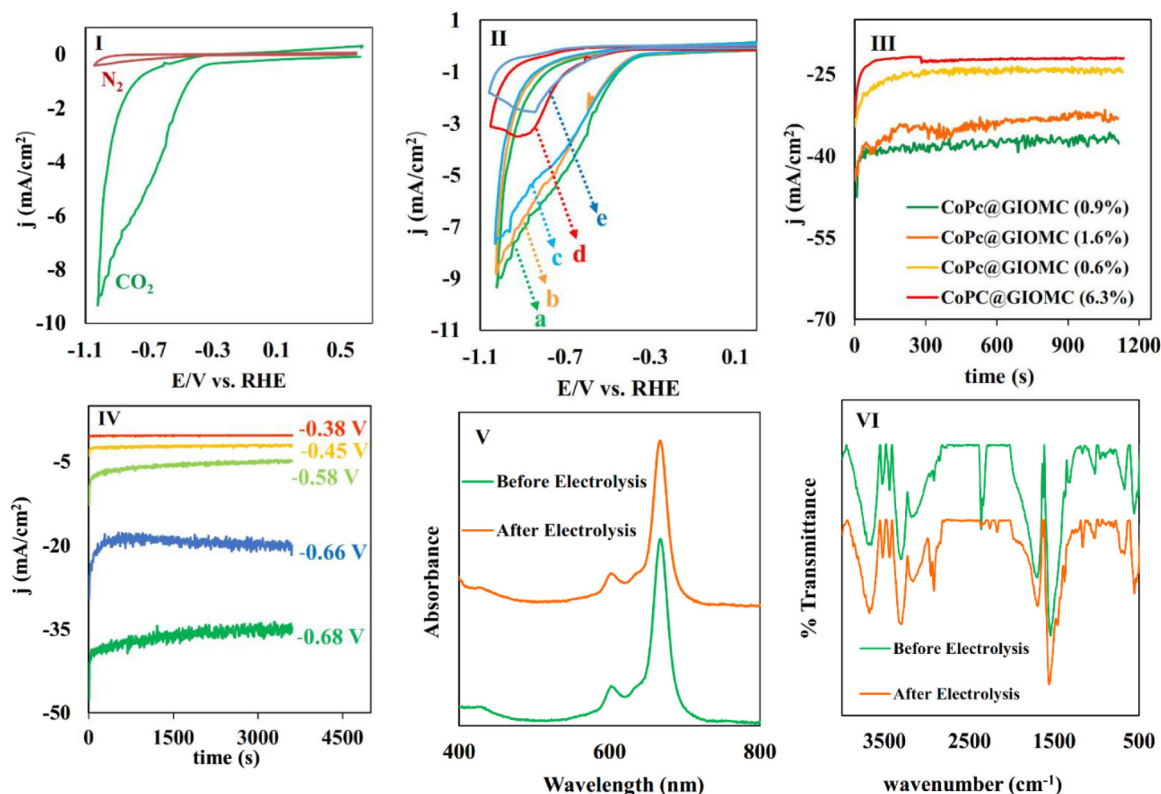 I
0
-2
-4
-6
-8
-10
j (mA/cm²)
N₂
CO₂
-1.1 -0.7 -0.3 0.1 0.5
E/V vs. RHE
II
1
-1
-3
-5
-7
-9
-11
j (mA/cm²)
a
b
c
d
e
-1.1 -0.7 -0.3 0.1
E/V vs. RHE
III
-25
-40
-55
-70
j (mA/cm²)
CoPc@GIOMC (0.9%)
CoPc@GIOMC (1.6%)
CoPc@GIOMC (0.6%)
CoPC@GIOMC (6.3%)
0 300 600 900 1200
time (s)
IV
-5
-20
-35
-50
j (mA/cm²)
-0.38 V
-0.45 V
-0.58 V
-0.66 V
-0.68 V
0 1500 3000 4500
time (s)
V
Absorbance
Before Electrolysis
After Electrolysis
400 600 800
Wavelength (nm)
VI
% Transmittance
Before Electrolysis
After Electrolysis
3500 2500 1500 500
wavenumber (cm⁻¹)